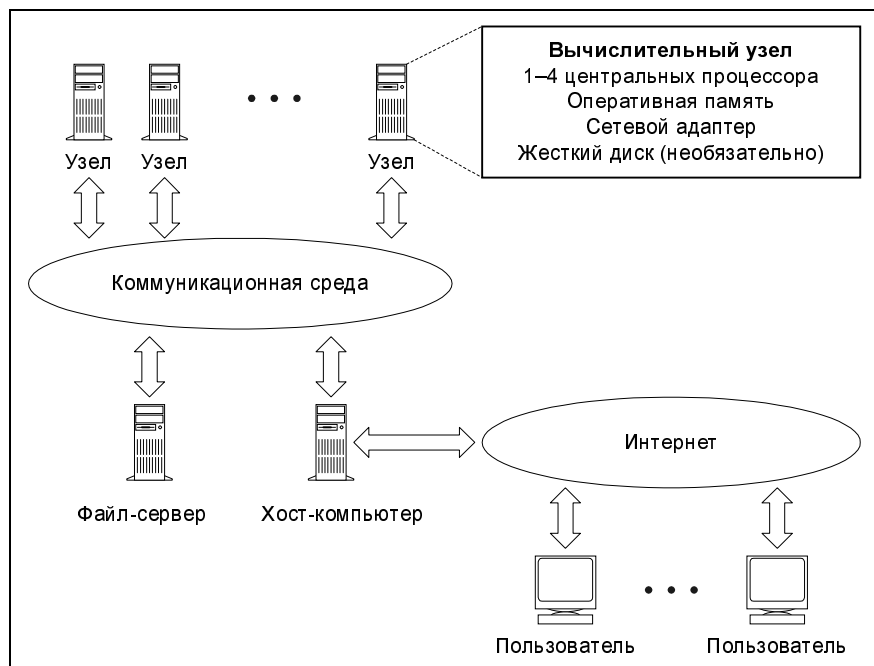 Вычислительный узел
1–4 центральных процессора
Оперативная память
Сетевой адаптер
Жесткий диск (необязательно)
Узел
Узел
Узел
Коммуникационная среда
Интернет
Файл-сервер
Хост-компьютер
Пользователь
Пользователь